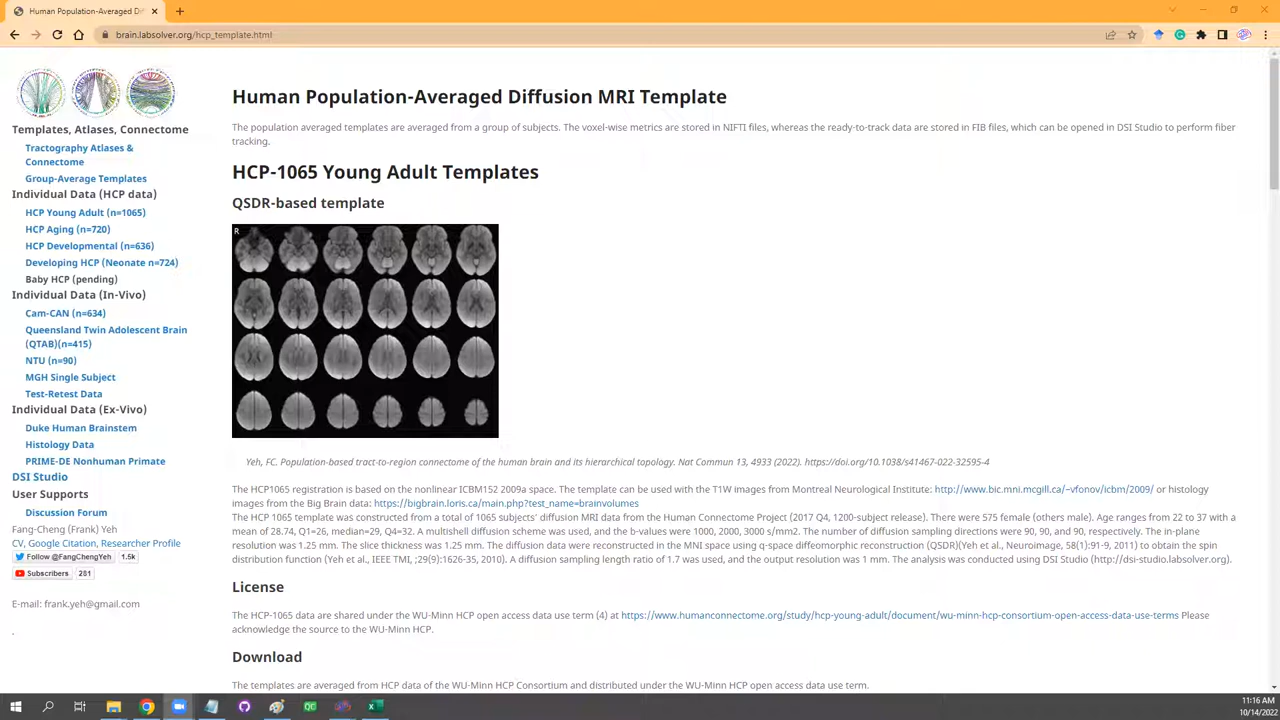 Human Population-Averaged Dif
brain.labsolver.org/hcp_template.html
Templates, Atlases, Connectome
Tractography Atlases &
Connectome
Group-Average Templates
Individual Data (HCP data)
HCP Young Adult (n=1065)
HCP Aging (n=720)
HCP Developmental (n=636)
Developing HCP (Neonate n=724)
Baby HCP (pending)
Individual Data (In-Vivo)
Cam-CAN (n=634)
Queensland Twin Adolescent Brain
(QTAB)(n=415)
NTU (n=90)
MGH Single Subject
Test-Retest Data
Individual Data (Ex-Vivo)
Duke Human Brainstem
Histology Data
PRIME-DE Nonhuman Primate
DSI Studio
User Supports
Discussion Forum
Fang-Cheng (Frank) Yeh
CV, Google Citation, Researcher Profile
Follow @FangChengYeh 1.5k
Subscribers 281
E-mail: frank.yeh@gmail.com
.
Human Population-Averaged Diffusion MRI Template
The population averaged templates are averaged from a group of subjects. The voxel-wise metrics are stored in NIFTI files, whereas the ready-to-track data are stored in FIB files, which can be opened in DSI Studio to perform fiber
tracking.
HCP-1065 Young Adult Templates
QSDR-based template
R
Yeh, FC. Population-based tract-to-region connectome of the human brain and its hierarchical topology. Nat Commun 13, 4933 (2022). https://doi.org/10.1038/s41467-022-32595-4
The HCP1065 registration is based on the nonlinear ICBM152 2009a space. The template can be used with the T1W images from Montreal Neurological Institute: http://www.bic.mni.mcgill.ca/~vfonov/icbm/2009/ or histology
images from the Big Brain data: https://bigbrain.loris.ca/main.php?test_name=brainvolumes
The HCP 1065 template was constructed from a total of 1065 subjects' diffusion MRI data from the Human Connectome Project (2017 Q4, 1200-subject release). There were 575 female (others male). Age ranges from 22 to 37 with a
mean of 28.74, Q1=26, median=29, Q4=32. A multishell diffusion scheme was used, and the b-values were 1000, 2000, 3000 s/mm2. The number of diffusion sampling directions were 90, 90, and 90, respectively. The in-plane
resolution was 1.25 mm. The slice thickness was 1.25 mm. The diffusion data were reconstructed in the MNI space using q-space diffeomorphic reconstruction (QSDR)(Yeh et al., Neuroimage, 58(1):91-9, 2011) to obtain the spin
distribution function (Yeh et al., IEEE TMI, ;29(9):1626-35, 2010). A diffusion sampling length ratio of 1.7 was used, and the output resolution was 1 mm. The analysis was conducted using DSI Studio (http://dsi-studio.labsolver.org).
License
The HCP-1065 data are shared under the WU-Minn HCP open access data use term (4) at https://www.humanconnectome.org/study/hcp-young-adult/document/wu-minn-hcp-consortium-open-access-data-use-terms Please
acknowledge the source to the WU-Minn HCP.
Download
The templates are averaged from HCP data of the WU-Minn HCP Consortium and distributed under the WU-Minn HCP open access data use term.
QC
11:16 AM
10/14/2022